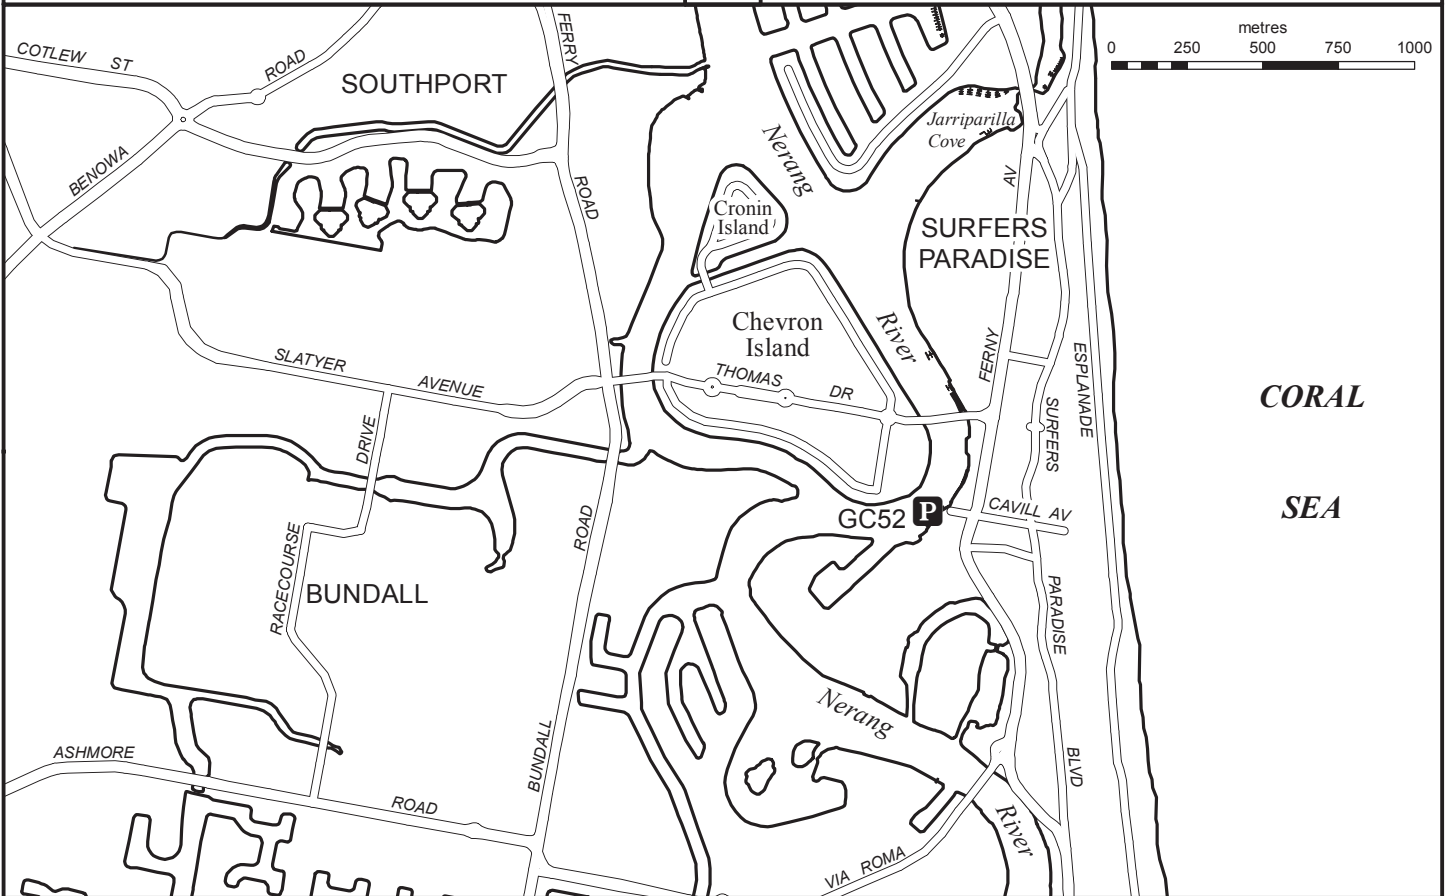 COTLEW ST
ROAD
FERRY
SOUTHPORT
metres
0 250 500 750 1000
Jarriparilla
Cove
Nerang
BENOWA
ROAD
AV
Cronin
Island
SURFERS
PARADISE
Chevron
Island
River
FERNY
ESPLANADE
SLATYER
AVENUE
THOMAS
DR
CORAL
SEA
DRIVE
SURFERS
GC52 P
CAVILL AV
ROAD
RACECOURSE
BUNDALL
PARADISE
Nerang
BUNDALL
ASHMORE
ROAD
BLVD
River
VIA ROMA